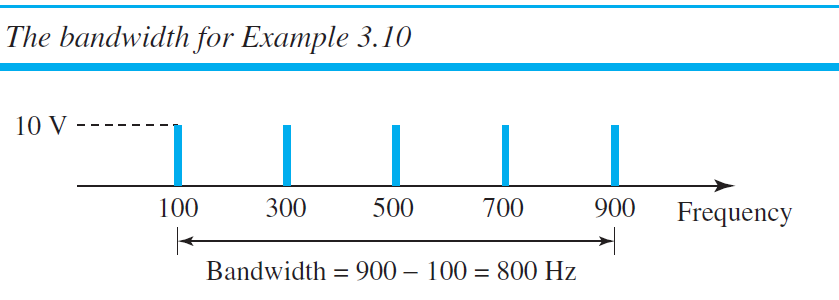 The bandwidth for Example 3.10
10 V
100 300 500 700 900 Frequency
Bandwidth = 900 – 100 = 800 Hz